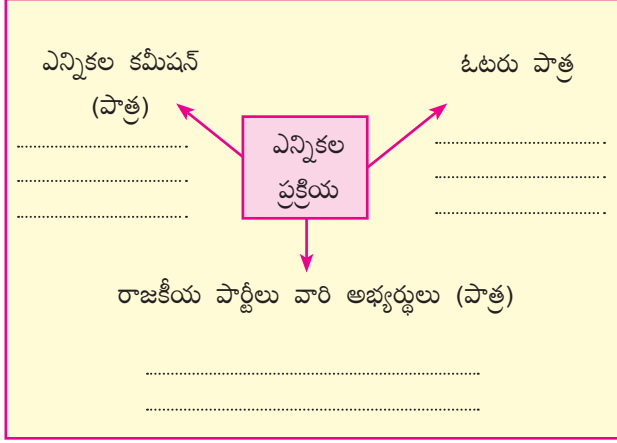 ఎన్నికల కమీషన్
(పాత్ర)
ఓటరు పాత్ర
ఎన్నికల
ప్రక్రియ
రాజకీయ పార్టీలు వారి అభ్యర్థులు (పాత్ర)